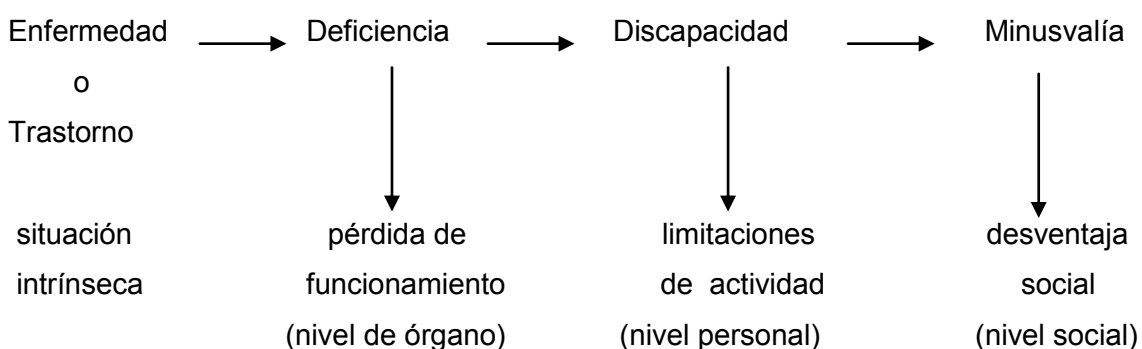 Enfermedad Deficiencia Discapacidad Minusvalía
o
Trastorno
situación pérdida de limitaciones desventaja
intrínseca funcionamiento de actividad social
(nivel de órgano) (nivel personal) (nivel social)